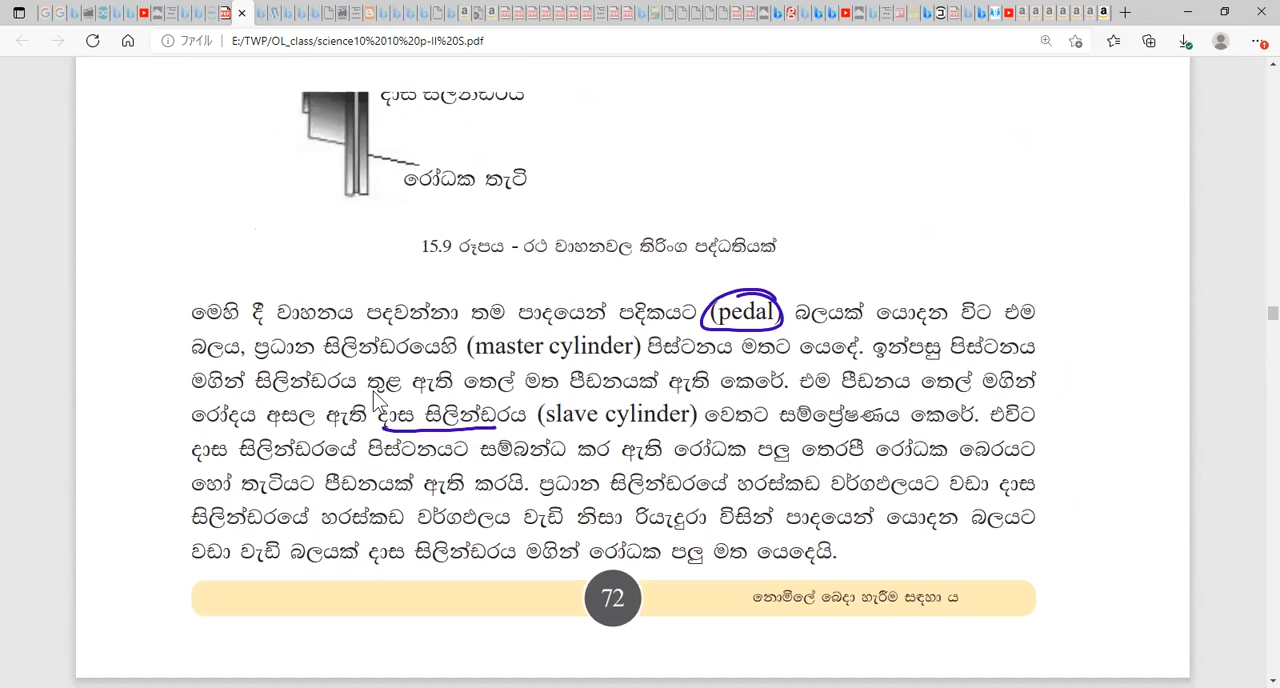 ファイル E:/TWP/OL_class/science10%2010%20p-II%20S.pdf
දාස සිලින්ඩරය
රෝධක තැටි
15.9 රූපය - රථ වාහනවල තිරිංග පද්ධතියක්
මෙහි දී වාහනය පදවන්නා තම පාදයෙන් පදිකයට (pedal) බලයක් යොදන විට එම
බලය, ප්‍රධාන සිලින්ඩරයෙහි (master cylinder) පිස්ටනය මතට යෙදේ. ඉන්පසු පිස්ටනය
මගින් සිලින්ඩරය තුළ ඇති තෙල් මත පීඩනයක් ඇති කෙරේ. එම පීඩනය තෙල් මගින්
රෝදය අසල ඇති දාස සිලින්ඩරය (slave cylinder) වෙතට සම්ප්‍රේෂණය කෙරේ. එවිට
දාස සිලින්ඩරයේ පිස්ටනයට සම්බන්ධ කර ඇති රෝධක පලු තෙරපී රෝධක බෙරයට
හෝ තැටියට පීඩනයක් ඇති කරයි. ප්‍රධාන සිලින්ඩරයේ හරස්කඩ වර්ගඵලයට වඩා දාස
සිලින්ඩරයේ හරස්කඩ වර්ගඵලය වැඩි නිසා රියැදුරා විසින් පාදයෙන් යොදන බලයට
වඩා වැඩි බලයක් දාස සිලින්ඩරය මගින් රෝධක පලු මත යෙදෙයි.
72 නොමිලේ බෙදා හැරීම සඳහා ය